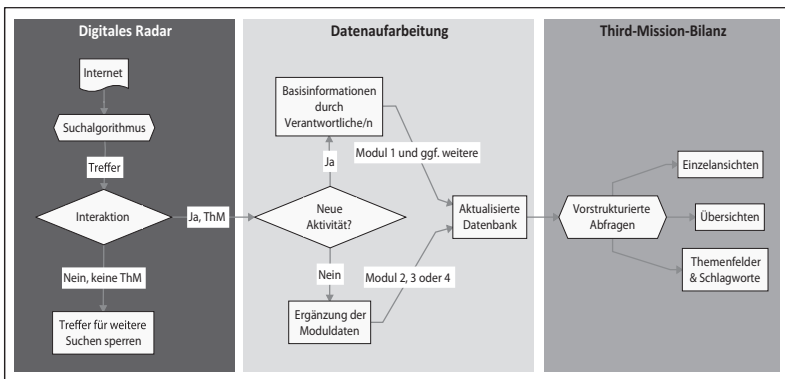 Digitales Radar
Internet
Suchalgorithmus
Treffer
Interaktion
Ja, ThM
Nein, keine ThM
Treffer für weitere
Suchen sperren
Datenaufarbeitung
Basisinformationen
durch
Verantwortliche/n
Ja
Modul 1 und ggf. weitere
Neue
Aktivität?
Nein
Modul 2, 3 oder 4
Ergänzung der
Moduldaten
Aktualisierte
Datenbank
Third-Mission-Bilanz
Vorstrukturierte
Abfragen
Einzelansichten
Übersichten
Themenfelder
& Schlagworte